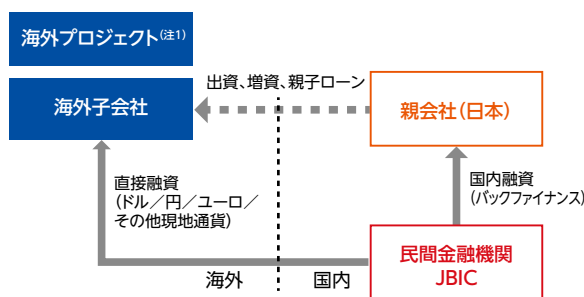 海外プロジェクト(注1)
海外子会社
出資、増資、親子ローン
親会社(日本)
直接融資
(ドル/円/ユーロ/
その他現地通貨)
国内融資
(バックファイナンス)
民間金融機関
JBIC
海外
国内